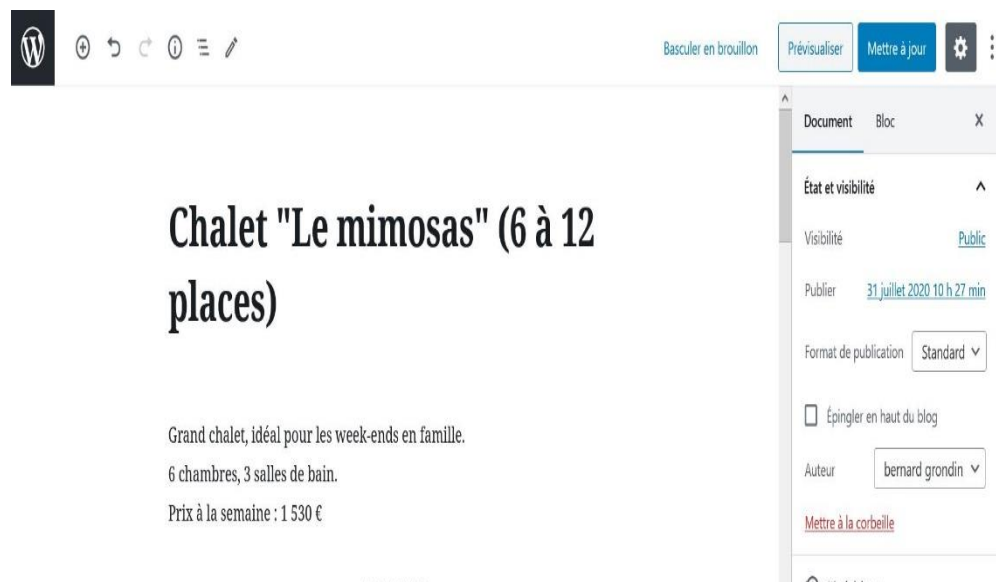 Basculer en brouillon
Prévisualiser
Mettre à jour
Document
Bloc
X
État et visibilité
Visibilité
Public
Publier
31 juillet 2020 10 h 27 min
Format de publication
Standard
Épingler en haut du blog
Auteur
bernard grondin
Mettre à la corbeille
Chalet "Le mimosas" (6 à 12
places)
Grand chalet, idéal pour les week-ends en famille.
6 chambres, 3 salles de bain.
Prix à la semaine : 1 530 €